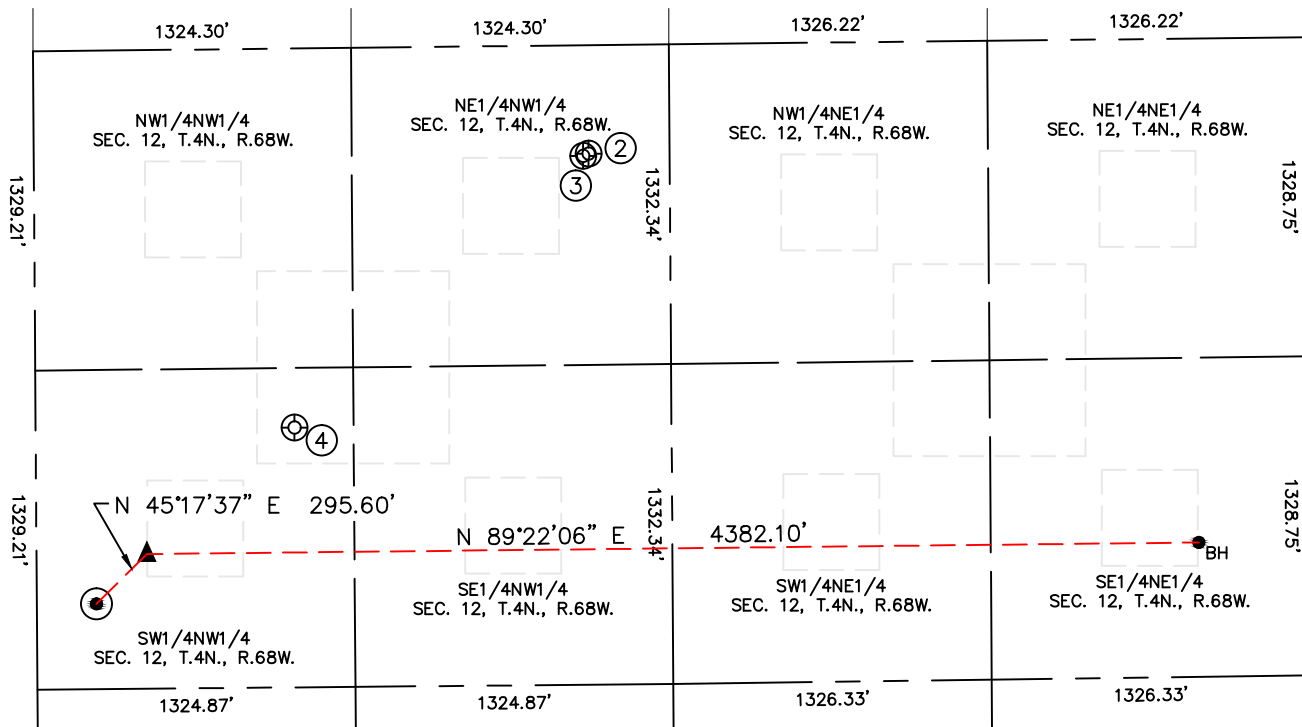 1324.30'
1324.30'
1326.22'
1326.22'
NW1/4NW1/4
SEC. 12, T.4N., R.68W.
NE1/4NW1/4
SEC. 12, T.4N., R.68W.
NW1/4NE1/4
SEC. 12, T.4N., R.68W.
NE1/4NE1/4
SEC. 12, T.4N., R.68W.
2
3
1329.21'
1332.34'
1328.75'
4
N 45°17'37" E 295.60'
N 89°22'06" E 4382.10'
1329.21'
1332.34'
1328.75'
BH
SW1/4NW1/4
SEC. 12, T.4N., R.68W.
SE1/4NW1/4
SEC. 12, T.4N., R.68W.
SW1/4NE1/4
SEC. 12, T.4N., R.68W.
SE1/4NE1/4
SEC. 12, T.4N., R.68W.
1324.87'
1324.87'
1326.33'
1326.33'